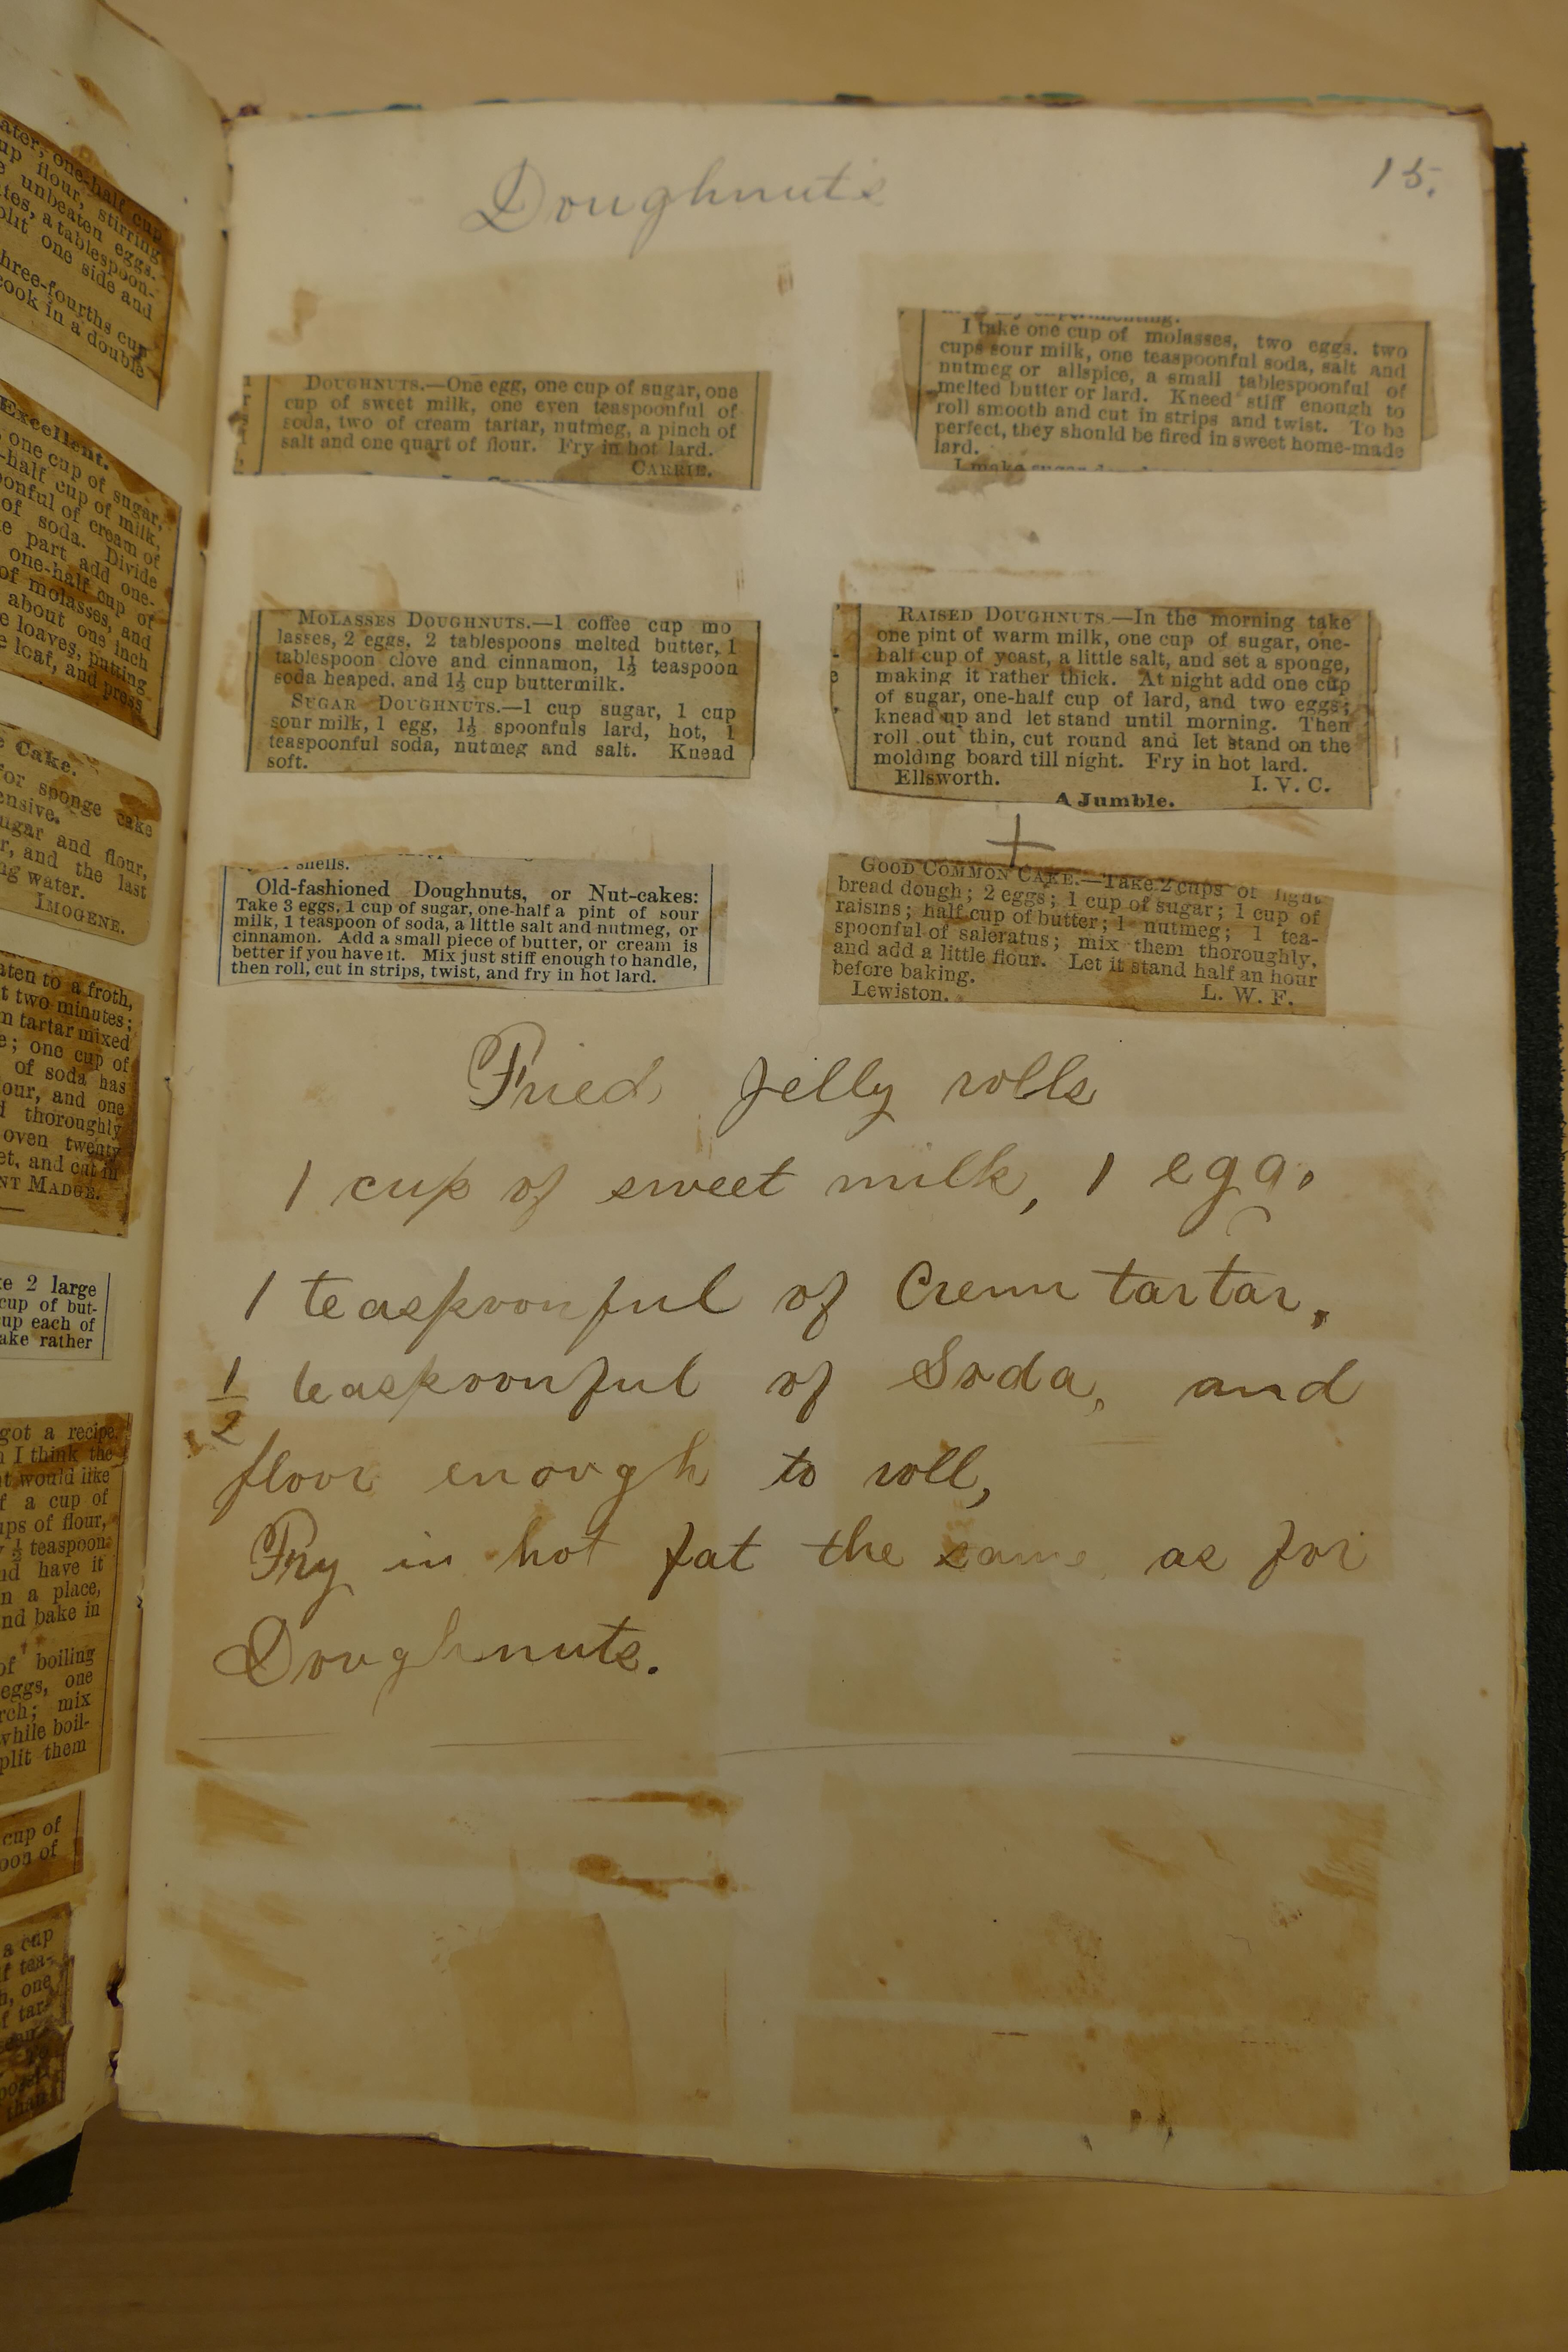 ater, one-half cup
up flour, stirring
unbeaten eggs.
tes, a tablespoon-
plit one side and
hree-fourths cup
cook in a double
Excellent.
one cup of sugar,
-half cup of milk,
oonful of cream of
of soda. Divide
e part add one-
one-half cup of
of molasses, and
about one inch
e loaves, putting
e loaf, and press
e Cake.
for sponge cake
ensive.
ugar and flour,
r, and the last
ng water.
IMOGENE.
aten to a froth,
t two minutes;
m tartar mixed
e; one cup of
of soda has
our, and one
d thoroughly
oven twenty
et, and cut in
NT MADGE.
e 2 large
cup of but-
up each of
ake rather
got a recipe.
I think the
t would like
f a cup of
ups of flour,
½ teaspoon
nd have it
n a place,
nd bake in
of boiling
eggs, one
rch; mix
while boil-
plit them
cup of
oon of
a cup
f tea-
h, one
f tar-
than
Doughnuts
15.
DOUGHNUTS.—One egg, one cup of sugar, one
cup of sweet milk, one even teaspoonful of
soda, two of cream tartar, nutmeg, a pinch of
salt and one quart of flour. Fry in hot lard.
CARRIE.
experimenting.
I take one cup of molasses, two eggs. two
cups sour milk, one teaspoonful soda, salt and
nutmeg or allspice, a small tablespoonful of
melted butter or lard. Kneed stiff enough to
roll smooth and cut in strips and twist. To be
perfect, they should be fired in sweet home-made
lard.
I make sugar
MOLASSES DOUGHNUTS.—1 coffee cup mo
lasses, 2 eggs, 2 tablespoons melted butter, 1
tablespoon clove and cinnamon, 1½ teaspoon
soda heaped, and 1½ cup buttermilk.
SUGAR DOUGHNUTS.—1 cup sugar, 1 cup
sour milk, 1 egg, 1½ spoonfuls lard, hot, 1
teaspoonful soda, nutmeg and salt. Knead
soft.
RAISED DOUGHNUTS.—In the morning take
one pint of warm milk, one cup of sugar, one-
half cup of yeast, a little salt, and set a sponge,
making it rather thick. At night add one cup
of sugar, one-half cup of lard, and two eggs;
knead up and let stand until morning. Then
roll out thin, cut round and let stand on the
molding board till night. Fry in hot lard.
Ellsworth. I. V. C.
A Jumble.
shells.
Old-fashioned Doughnuts, or Nut-cakes:
Take 3 eggs, 1 cup of sugar, one-half a pint of sour
milk, 1 teaspoon of soda, a little salt and nutmeg, or
cinnamon. Add a small piece of butter, or cream is
better if you have it. Mix just stiff enough to handle,
then roll, cut in strips, twist, and fry in hot lard.
+
GOOD COMMON CAKE.—Take 2 cups of light
bread dough; 2 eggs; 1 cup of sugar; 1 cup of
raisins; half cup of butter; 1 nutmeg; 1 tea-
spoonful of saleratus; mix them thoroughly,
and add a little flour. Let it stand half an hour
before baking.
Lewiston. L. W. F.
Fried Jelly rolls
1 cup of sweet milk, 1 egg,
1 teaspoonful of Crem tartar,
1/2 teaspoonful of Soda, and
floor enough to roll,
Fry in hot fat the same as for
Doughnuts.